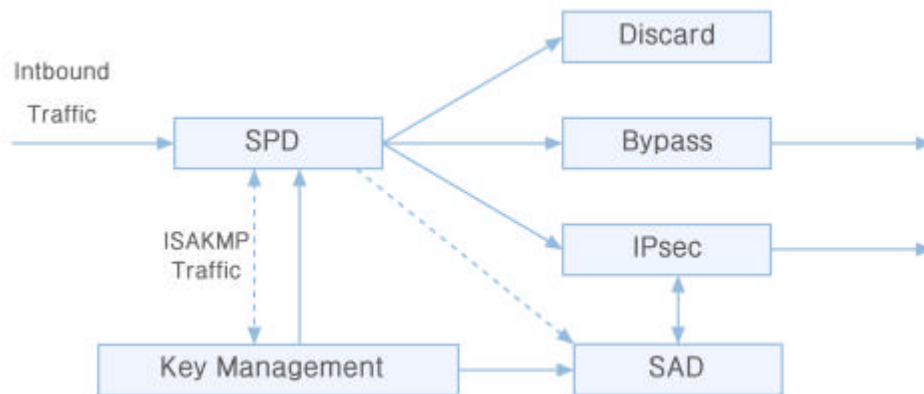 Discard
Intbound
Traffic
SPD
Bypass
ISAKMP
Traffic
IPsec
Key Management
SAD